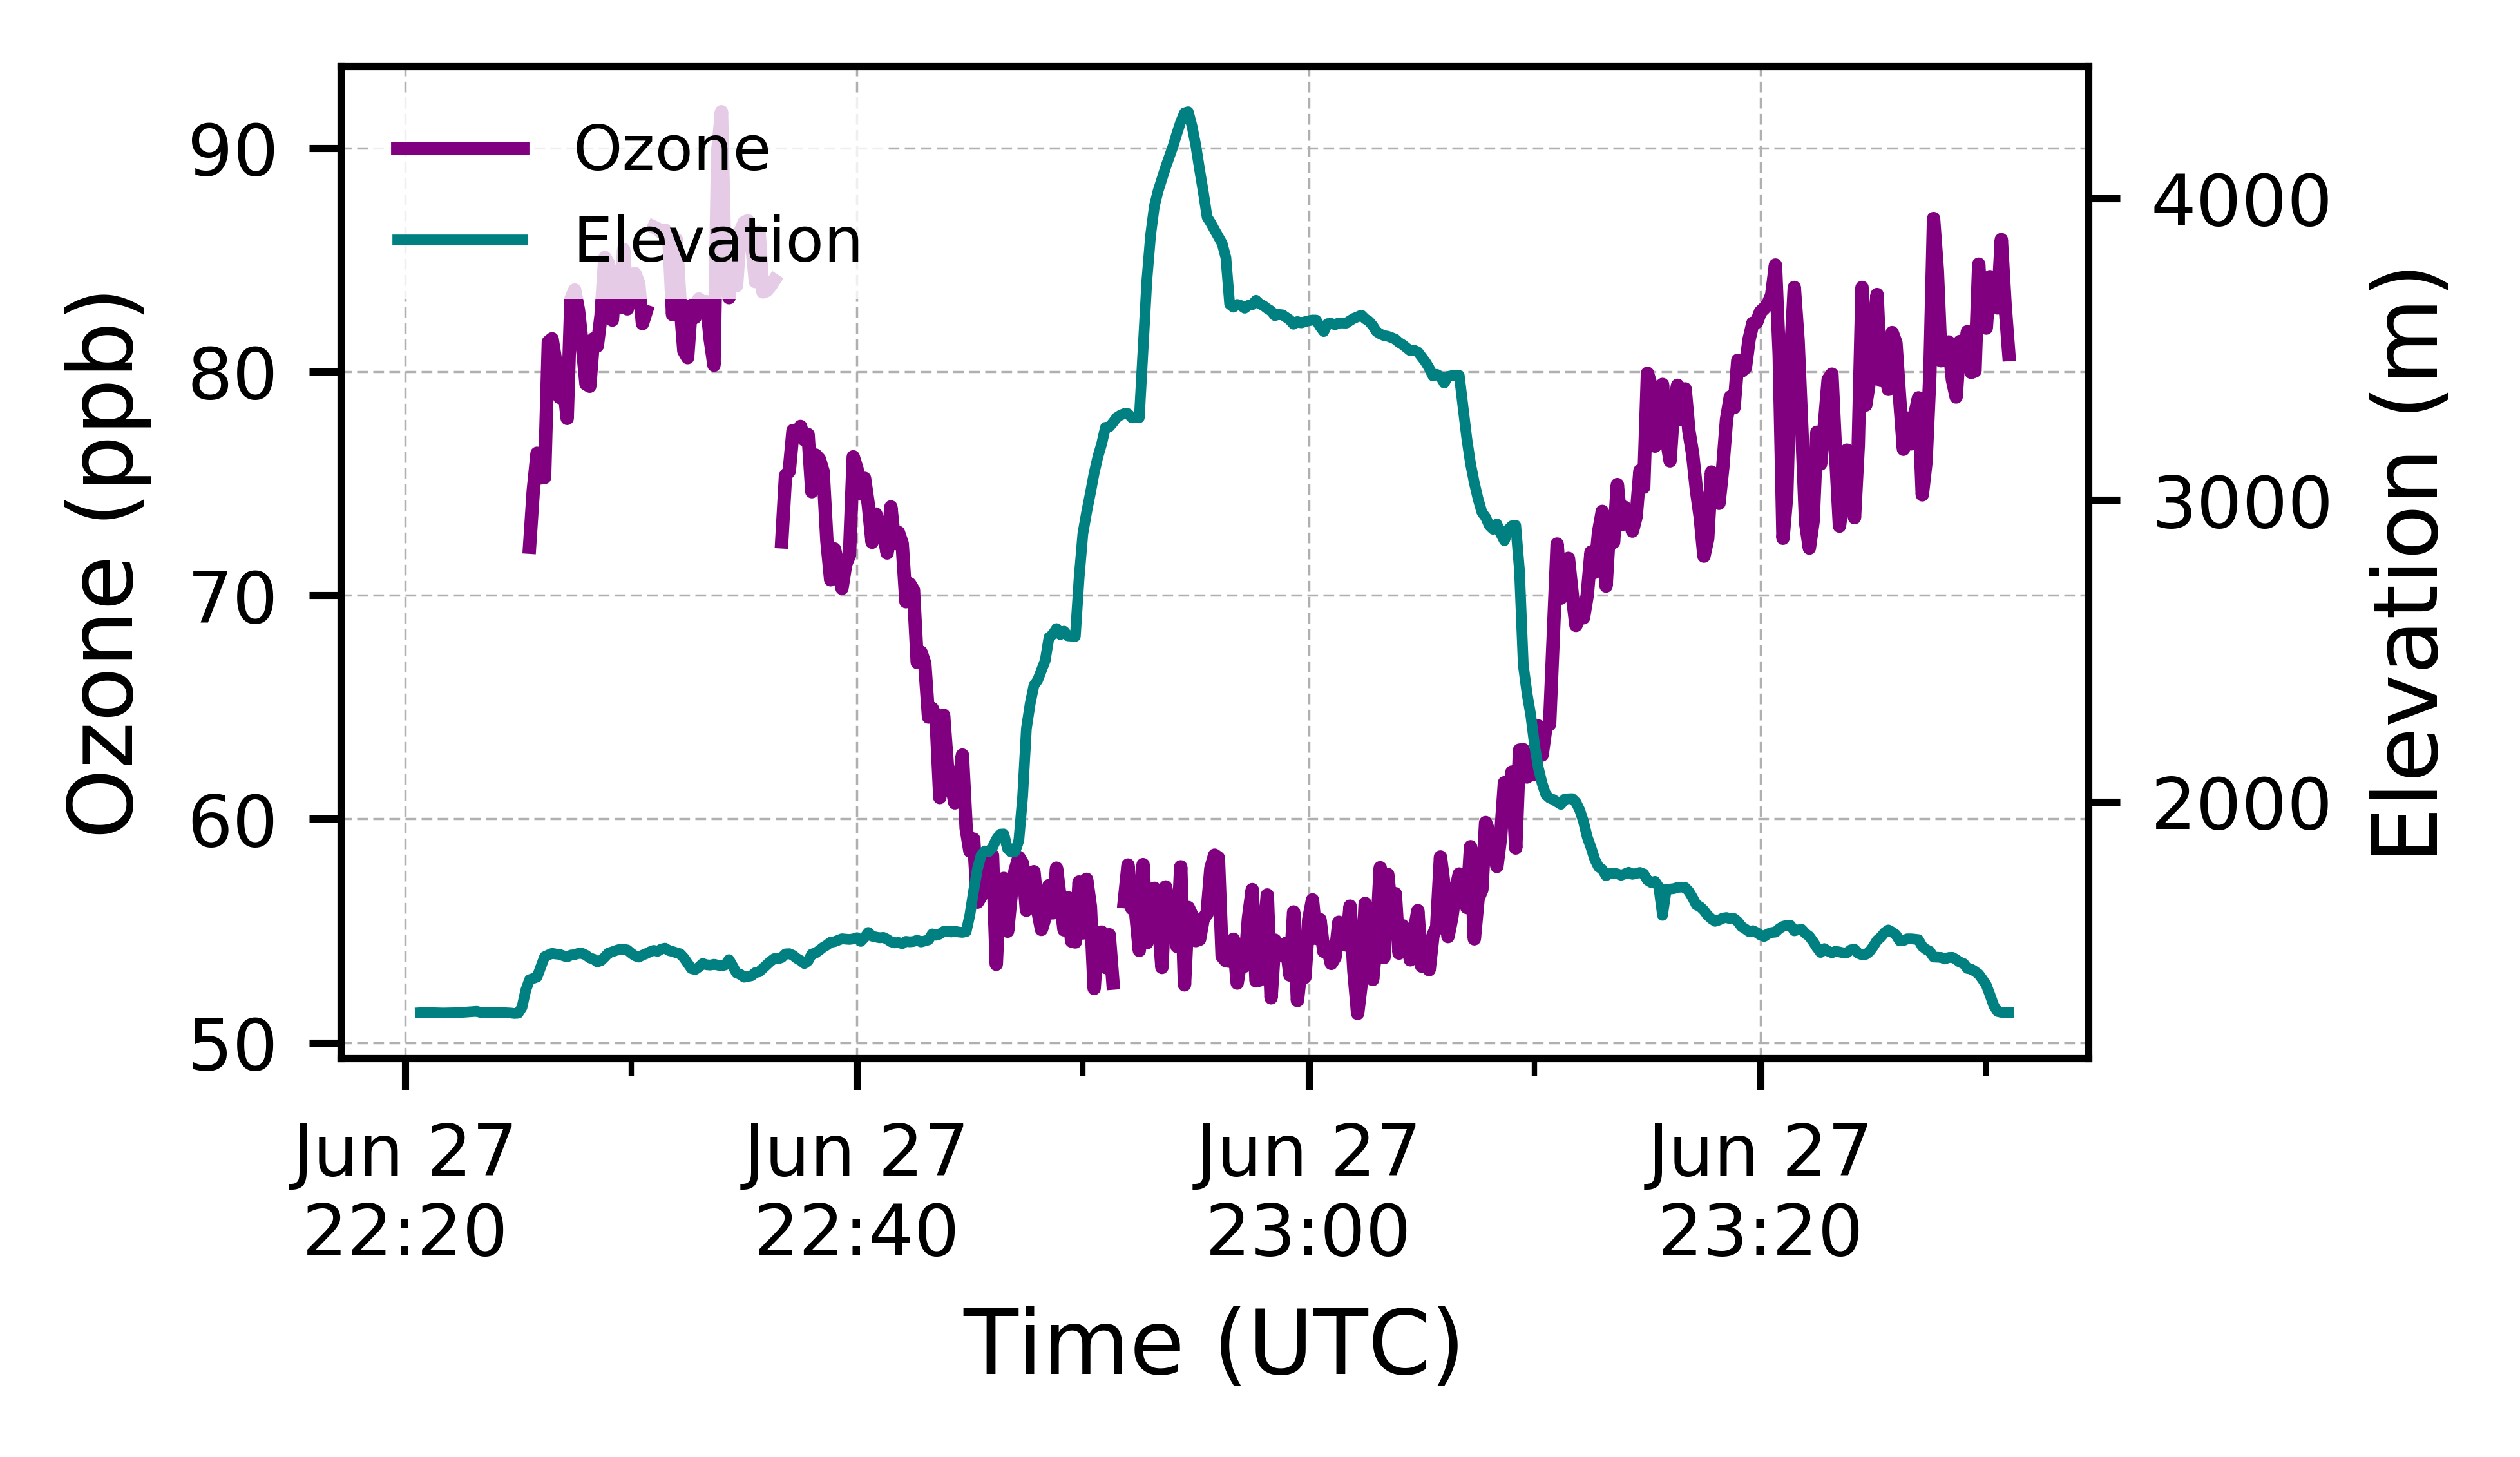 Ozone
Elevation
90
80
70
60
50
Ozone (ppb)
4000
3000
2000
Elevation (m)
Jun 27
22:20
Jun 27
22:40
Jun 27
23:00
Jun 27
23:20
Time (UTC)